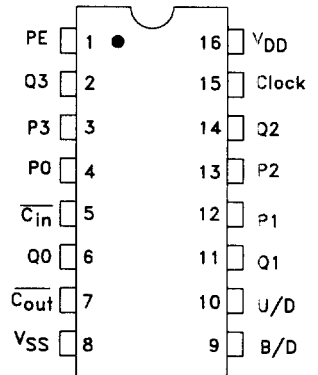 PE 1 16 VDD
Q3 2 15 Clock
P3 3 14 Q2
P0 4 13 P2
Cin 5 12 P1
Q0 6 11 Q1
Cout 7 10 U/D
VSS 8 9 B/D